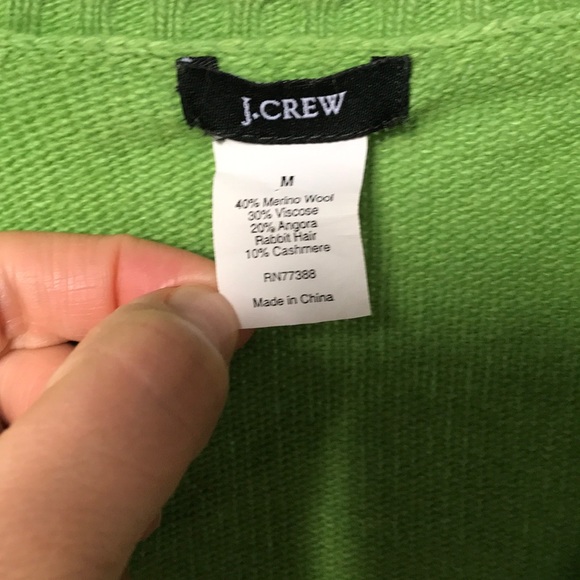 J.CREW
M
40% Merino Wool
30% Viscose
20% Angora
Rabbit Hair
10% Cashmere
RN77388
Made in China